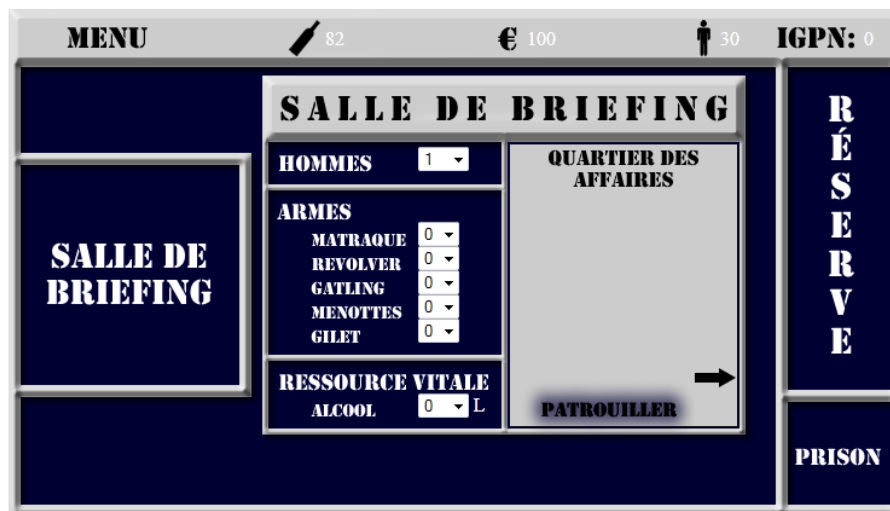 MENU 82 € 100 30 IGPN: 0
SALLE DE BRIEFING
SALLE DE
BRIEFING
HOMMES 1
ARMES
MATRAQUE 0
REVOLVER 0
GATLING 0
MENOTTES 0
GILET 0
RESSOURCE VITALE
ALCOOL 0 L
QUARTIER DES
AFFAIRES
PATROUILLER
RÉSERVE
PRISON